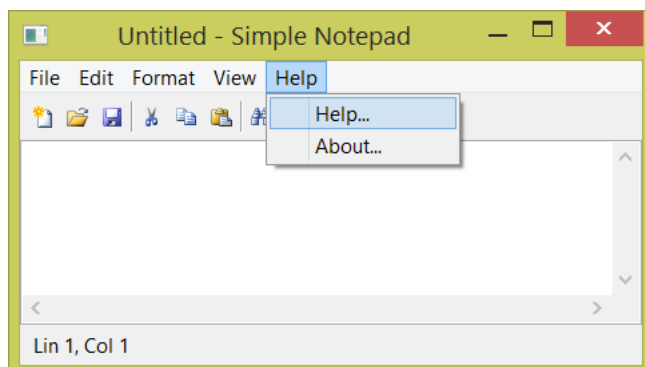 Untitled - Simple Notepad
File Edit Format View Help
Help...
About...
Lin 1, Col 1